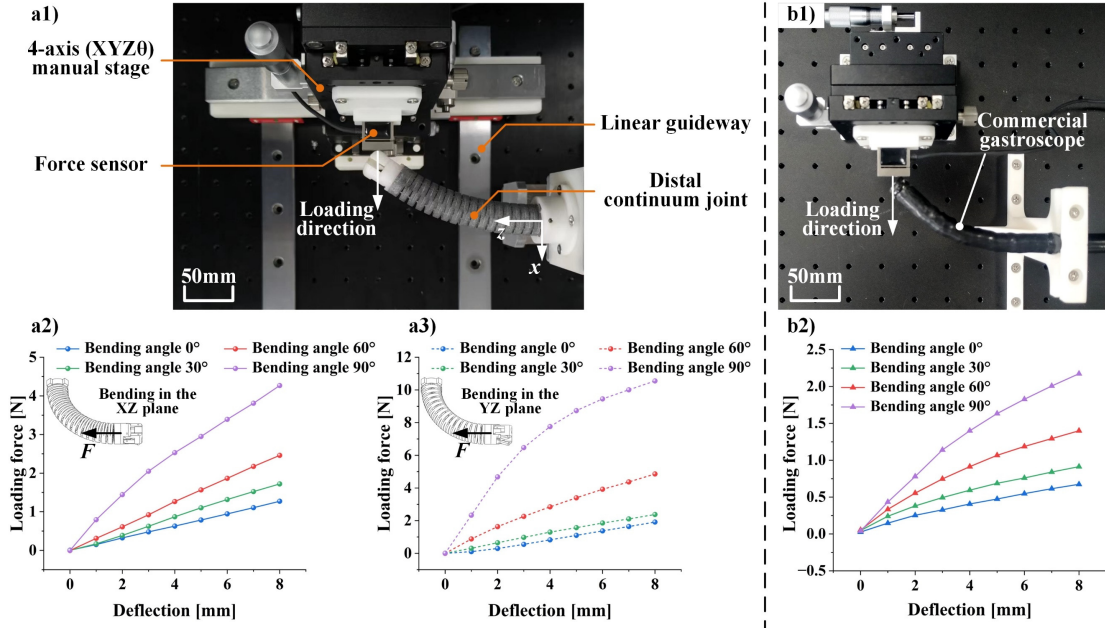 a1)
4-axis (XYZθ)
manual stage
Force sensor
Loading
direction
z
x
50mm
Linear guideway
Distal
continuum joint
b1)
Commercial
gastroscope
Loading
direction
50mm
a2)
Bending angle 0°
Bending angle 60°
Bending angle 30°
Bending angle 90°
Bending in the
XZ plane
F
Loading force [N]
5
4
3
2
1
0
0 2 4 6 8
Deflection [mm]
a3)
Bending angle 0°
Bending angle 60°
Bending angle 30°
Bending angle 90°
Bending in the
YZ plane
F
Loading force [N]
12
10
8
6
4
2
0
0 2 4 6 8
Deflection [mm]
b2)
Bending angle 0°
Bending angle 30°
Bending angle 60°
Bending angle 90°
Loading force [N]
2.5
2.0
1.5
1.0
0.5
0.0
−0.5
0 2 4 6 8
Deflection [mm]